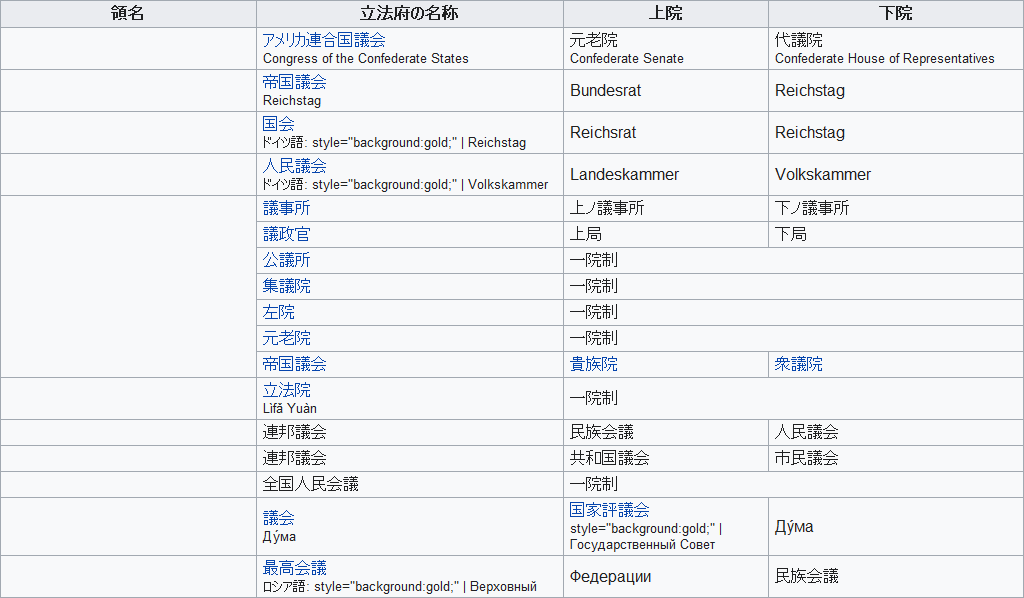 領名 立法府の名称 上院 下院
アメリカ連合国議会 元老院 代議院
Congress of the Confederate States Confederate Senate Confederate House of Representatives
帝国議会
Reichstag Bundesrat Reichstag
国会
ドイツ語: style="background:gold;" | Reichstag Reichsrat Reichstag
人民議会
ドイツ語: style="background:gold;" | Volkskammer Landeskammer Volkskammer
議事所 上ノ議事所 下ノ議事所
議政官 上局 下局
公議所 一院制
集議院 一院制
左院 一院制
元老院 一院制
帝国議会 貴族院 衆議院
立法院
Lìfǎ Yuàn 一院制
連邦議会 民族会議 人民議会
連邦議会 共和国議会 市民議会
全国人民会議 一院制
議会
Ду́ма
国家評議会
style="background:gold;" |
Государственный Совет
Ду́ма
最高会議
ロシア語: style="background:gold;" | Верховный
Федерации 民族会議